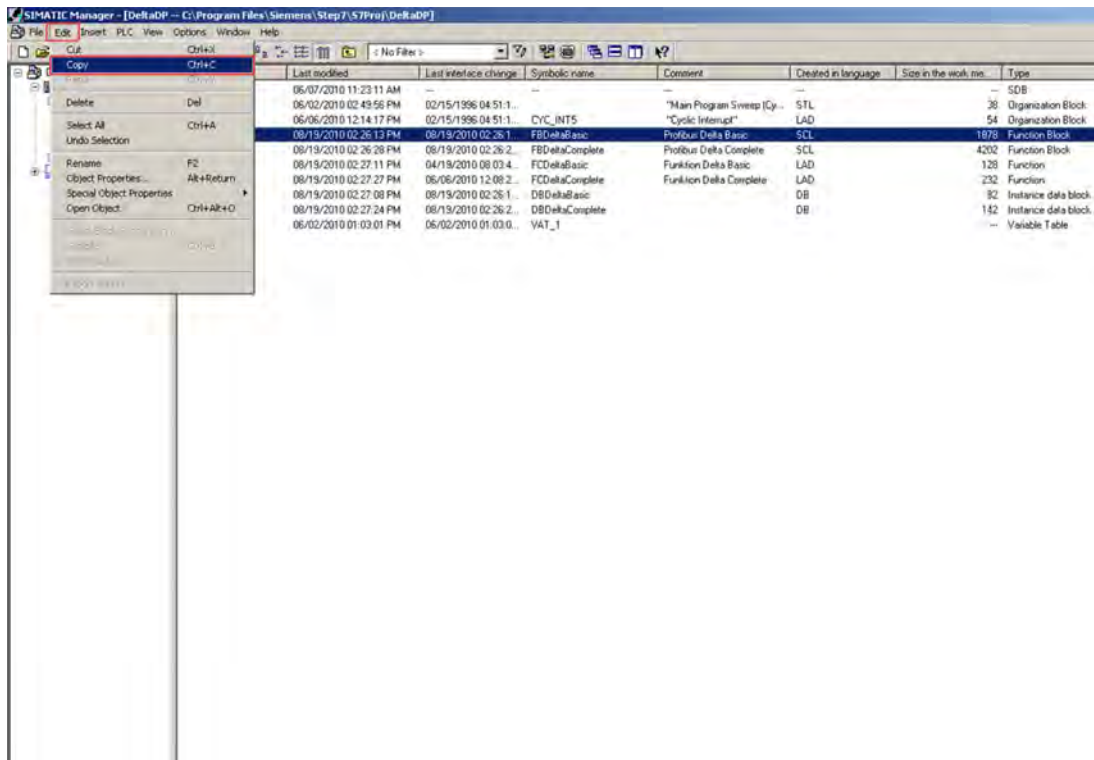 SIMATIC Manager - [DeltaDP -- C:\Program Files\Siemens\Step7\S7Proj\DeltaDP]
File Edit Insert PLC View Options Window Help
< No Filter >
Cut Ctrl+X
Copy Ctrl+C
Delete Del
Select All Ctrl+A
Undo Selection
Rename F2
Object Properties... Alt+Return
Special Object Properties
Open Object Ctrl+Alt+O
Last modified Last interface change Symbolic name Comment Created in language Size in the work me... Type
06/07/2010 11:23:11 AM --- --- --- --- --- SDB
06/02/2010 02:49:56 PM 02/15/1996 04:51:1... "Main Program Sweep (Cy... STL 38 Organization Block
06/06/2010 12:14:17 PM 02/15/1996 04:51:1... CYC_INT5 "Cyclic Interrupt" LAD 54 Organization Block
08/19/2010 02:26:13 PM 08/19/2010 02:26:1... FBDeltaBasic Profibus Delta Basic SCL 1878 Function Block
08/19/2010 02:26:28 PM 08/19/2010 02:26:2... FBDeltaComplete Profibus Delta Complete SCL 4202 Function Block
08/19/2010 02:27:11 PM 04/19/2010 08:03:4... FCDeltaBasic Funktion Delta Basic LAD 128 Function
08/19/2010 02:27:27 PM 06/06/2010 12:08:2... FCDeltaComplete Funktion Delta Complete LAD 232 Function
08/19/2010 02:27:08 PM 08/19/2010 02:26:1... DBDeltaBasic DB 92 Instance data block
08/19/2010 02:27:24 PM 08/19/2010 02:26:2... DBDeltaComplete DB 142 Instance data block
06/02/2010 01:03:01 PM 06/02/2010 01:03:0... VAT_1 --- Variable Table